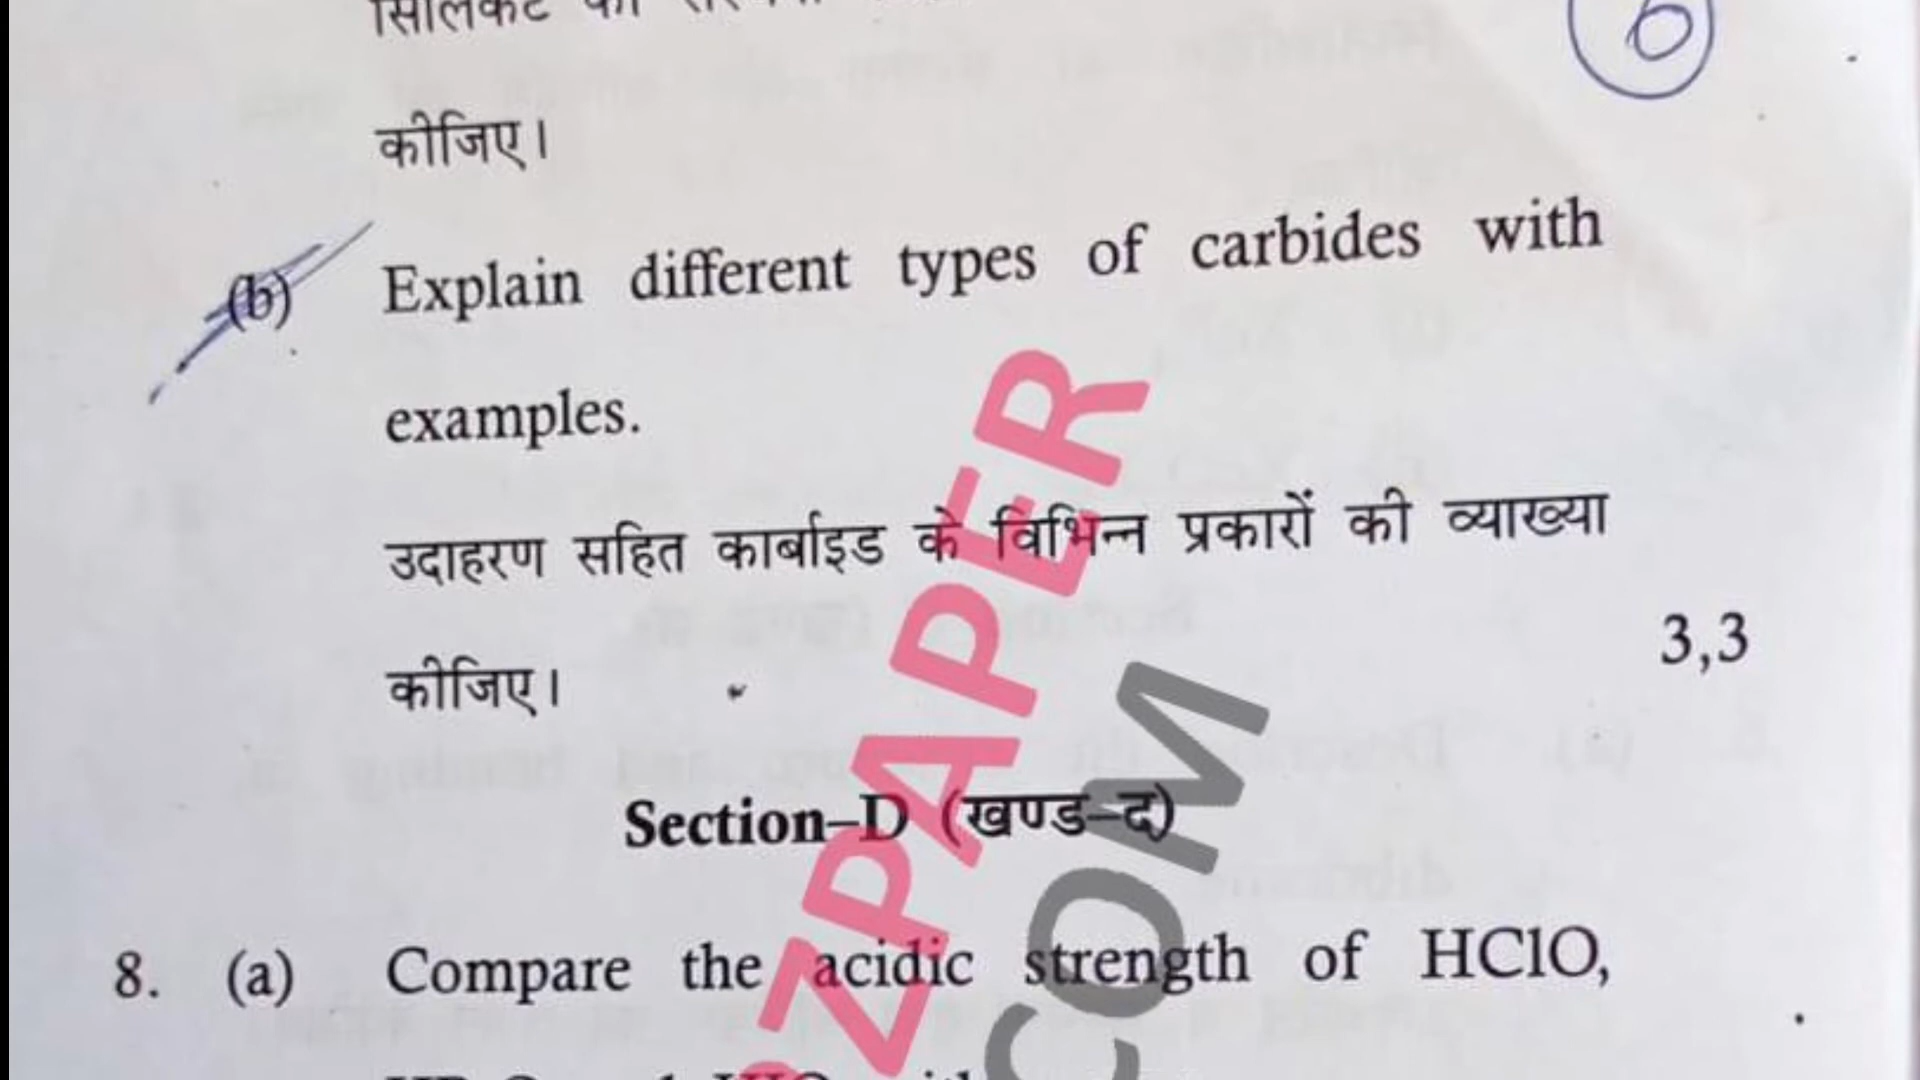 सिलिकेट की
कीजिए।
6
(b) Explain different types of carbides with
examples.
उदाहरण सहित कार्बाइड के विभिन्न प्रकारों की व्याख्या
कीजिए।
3,3
Section–D (खण्ड–द)
8. (a) Compare the acidic strength of HClO,
ZPAPER
COM